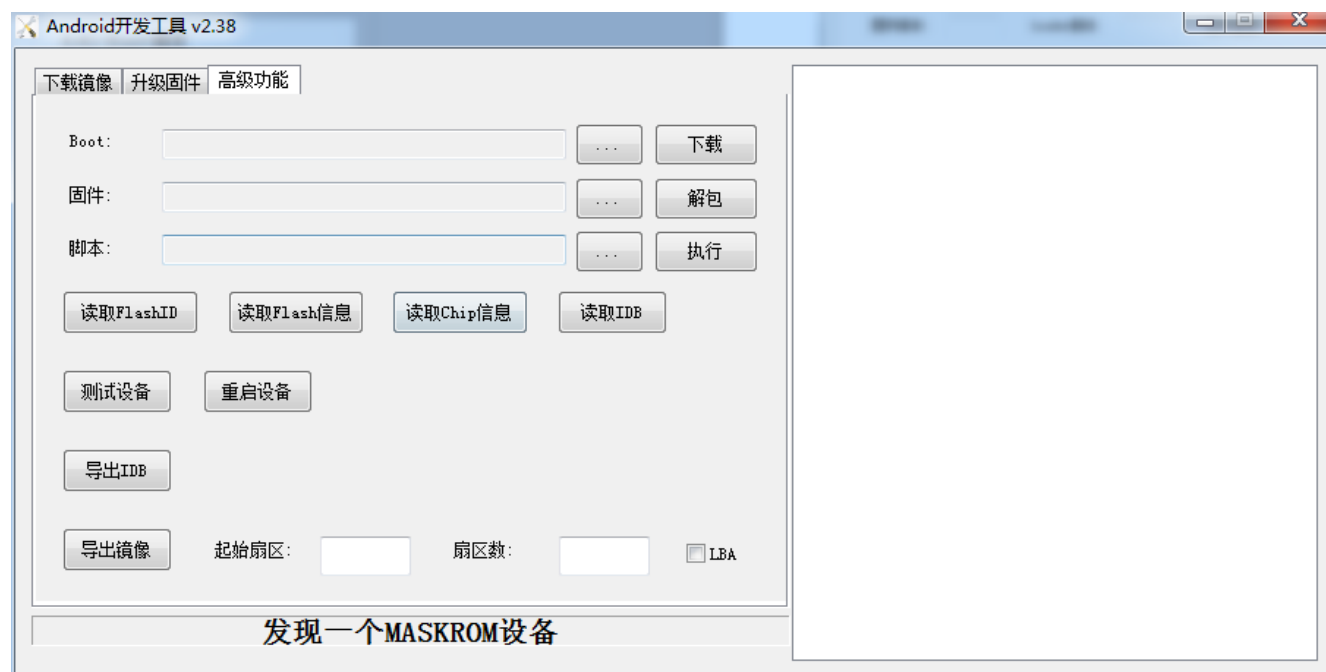 Android开发工具 v2.38
下载镜像 升级固件 高级功能
Boot: ... 下载
固件: ... 解包
脚本: ... 执行
读取FlashID 读取Flash信息 读取Chip信息 读取IDB
测试设备 重启设备
导出IDB
导出镜像 起始扇区: 扇区数: LBA
发现一个MASKROM设备